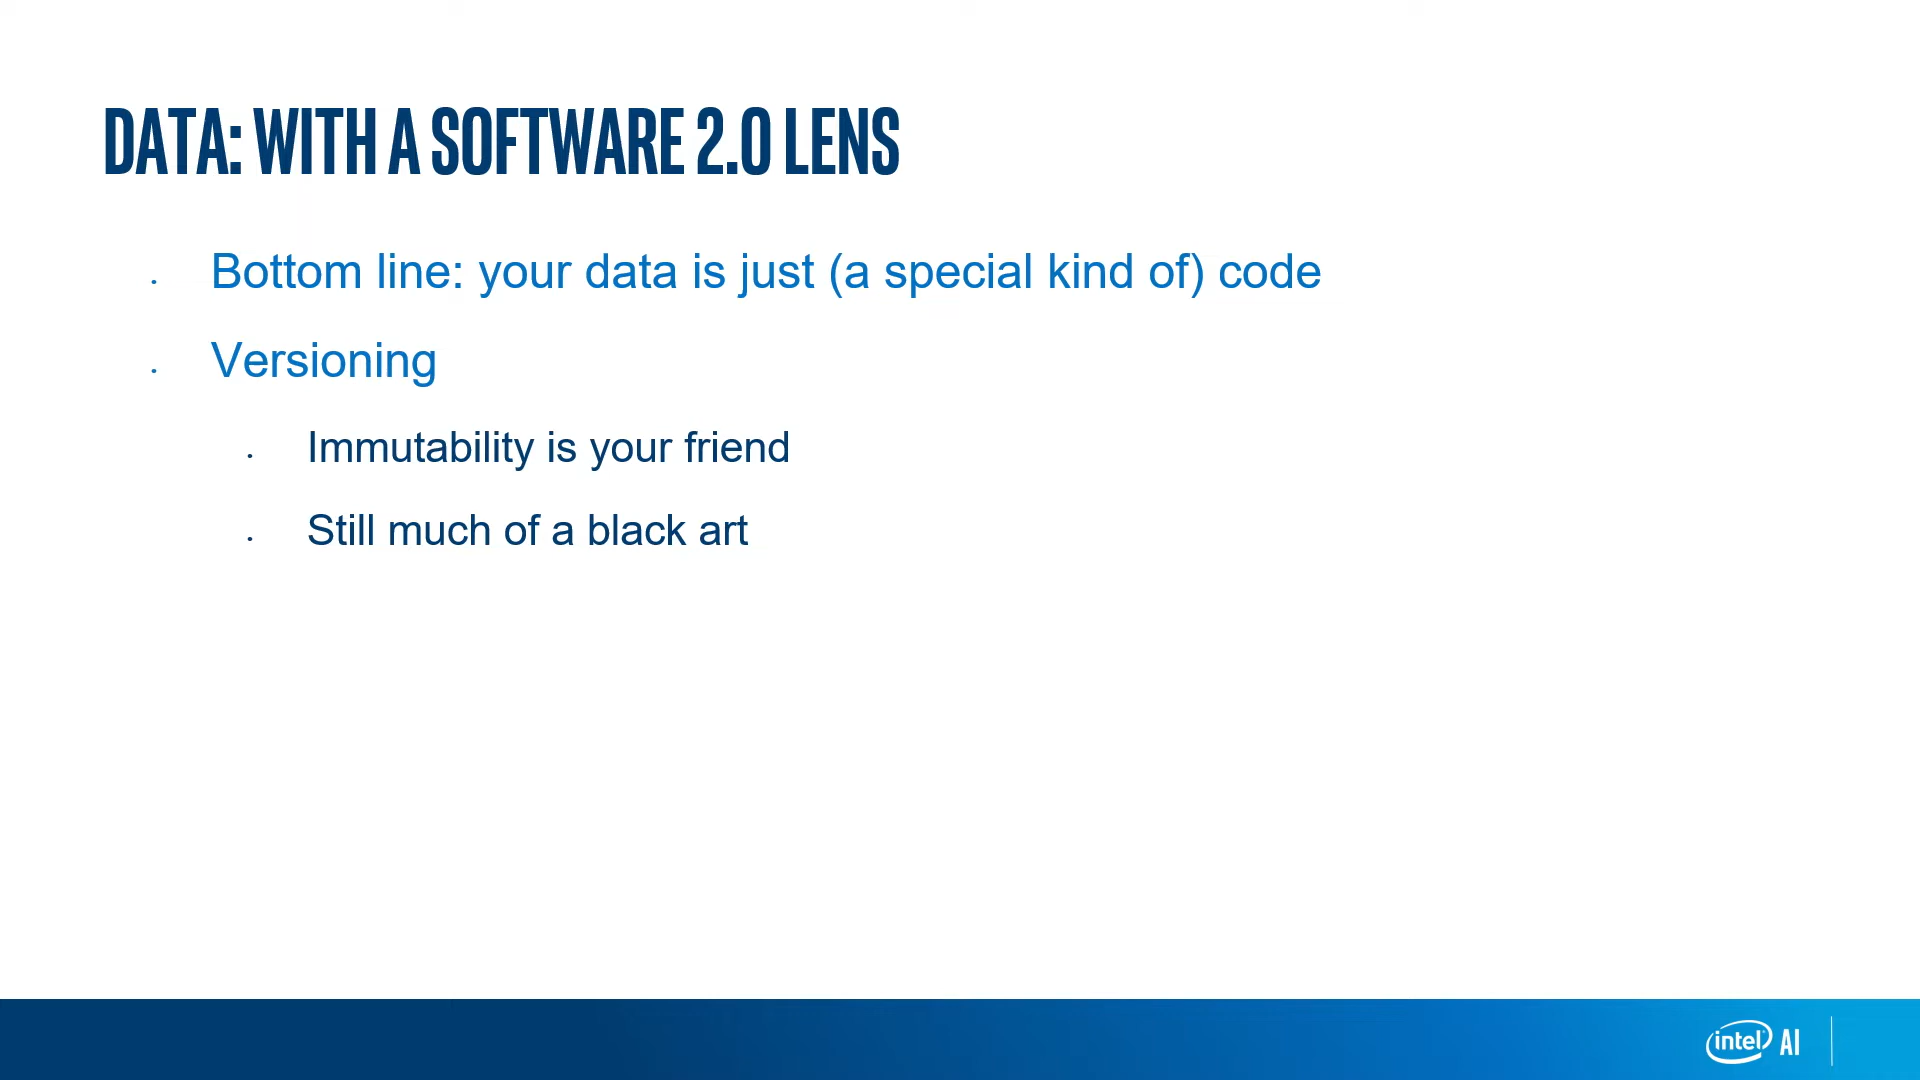 DATA: WITH A SOFTWARE 2.0 LENS
Bottom line: your data is just (a special kind of) code
Versioning
Immutability is your friend
Still much of a black art
intel AI